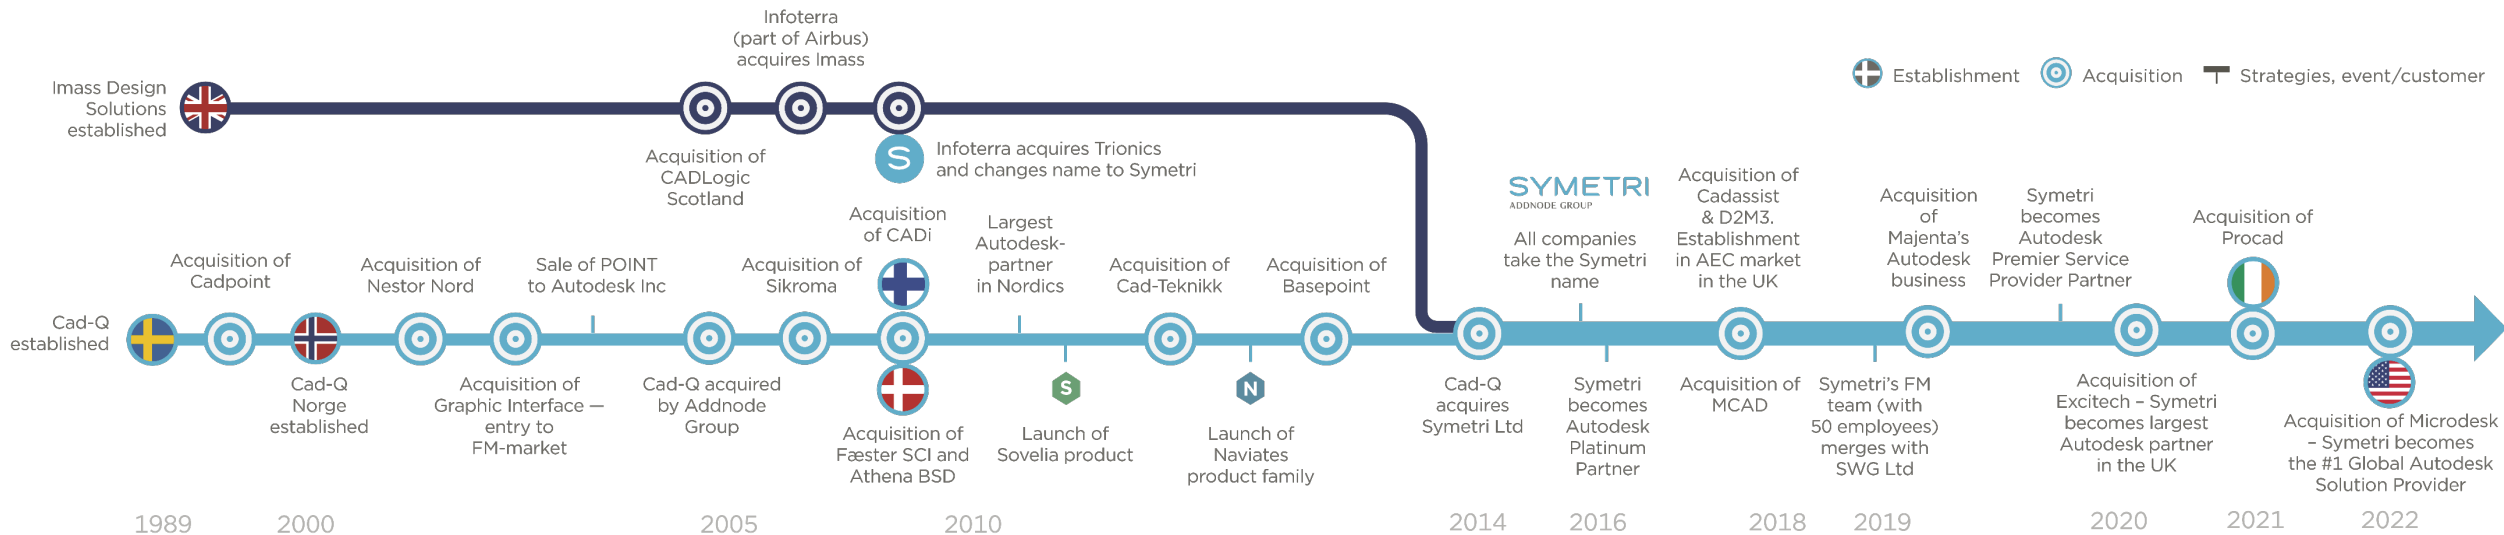 Infoterra
(part of Airbus)
acquires Imass
Imass Design
Solutions
established
Establishment
Acquisition
Strategies, event/customer
Acquisition of
CADLogic
Scotland
S
Infoterra acquires Trionics
and changes name to Symetri
Cad-Q
established
Acquisition of
Cadpoint
Acquisition of
Nestor Nord
Sale of POINT
to Autodesk Inc
Acquisition of
Sikroma
Acquisition
of CADi
Largest
Autodesk-
partner
in Nordics
Acquisition of
Cad-Teknikk
Acquisition of
Basepoint
SYMETRI
ADDNODE GROUP
All companies
take the Symetri
name
Acquisition of
Cadassist
& D2M3.
Establishment
in AEC market
in the UK
Acquisition
of
Majenta's
Autodesk
business
Symetri
becomes
Autodesk
Premier Service
Provider Partner
Acquisition of
Procad
Cad-Q
Norge
established
Acquisition of
Graphic Interface —
entry to
FM-market
Cad-Q acquired
by Addnode
Group
Acquisition of
Fæster SCI and
Athena BSD
S
Launch of
Sovelia product
N
Launch of
Naviates
product family
Cad-Q
acquires
Symetri Ltd
Symetri
becomes
Autodesk
Platinum
Partner
Acquisition of
MCAD
Symetri's FM
team (with
50 employees)
merges with
SWG Ltd
Acquisition of
Excitech – Symetri
becomes largest
Autodesk partner
in the UK
Acquisition of Microdesk
– Symetri becomes
the #1 Global Autodesk
Solution Provider
1989
2000
2005
2010
2014
2016
2018
2019
2020
2021
2022